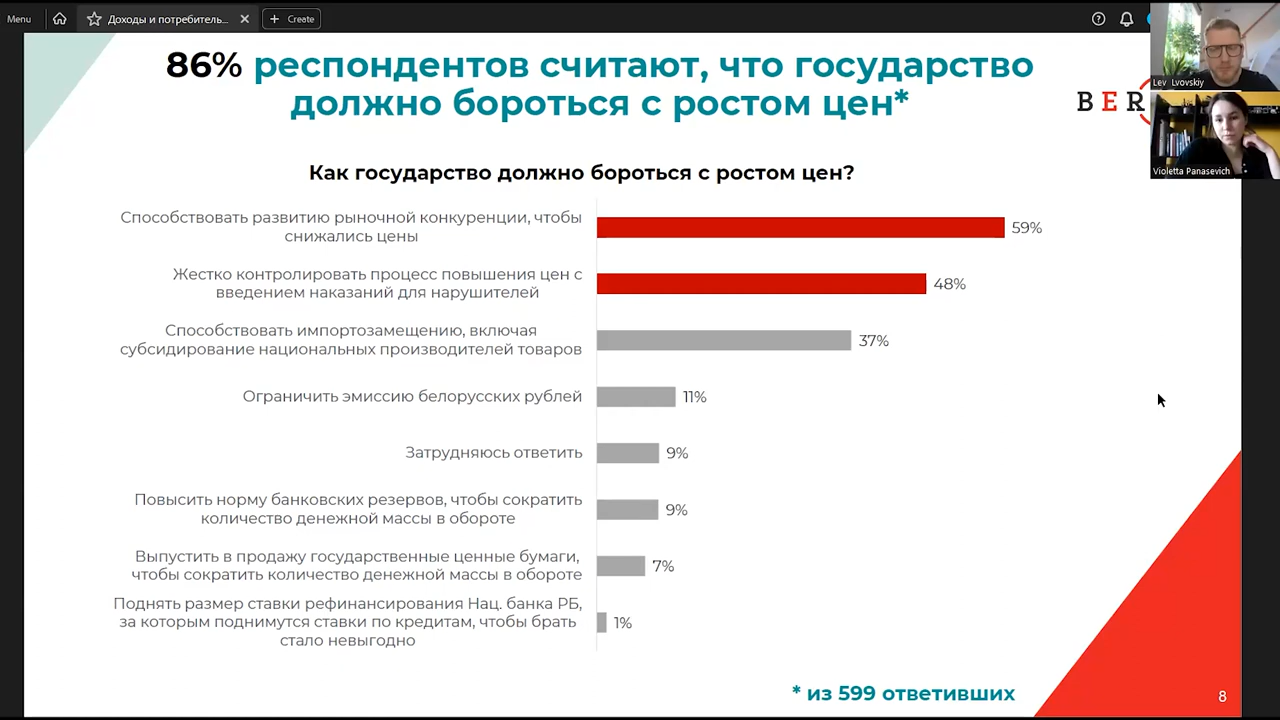 Menu
Доходы и потребитель...
Create
86% респондентов считают, что государство
должно бороться с ростом цен*
BER
Lev Lvovskiy
Violetta Panasevich
Как государство должно бороться с ростом цен?
Способствовать развитию рыночной конкуренции, чтобы
снижались цены
59%
Жестко контролировать процесс повышения цен с
введением наказаний для нарушителей
48%
Способствовать импортозамещению, включая
субсидирование национальных производителей товаров
37%
Ограничить эмиссию белорусских рублей
11%
Затрудняюсь ответить
9%
Повысить норму банковских резервов, чтобы сократить
количество денежной массы в обороте
9%
Выпустить в продажу государственные ценные бумаги,
чтобы сократить количество денежной массы в обороте
7%
Поднять размер ставки рефинансирования Нац. банка РБ,
за которым поднимутся ставки по кредитам, чтобы брать
стало невыгодно
1%
* из 599 ответивших
8